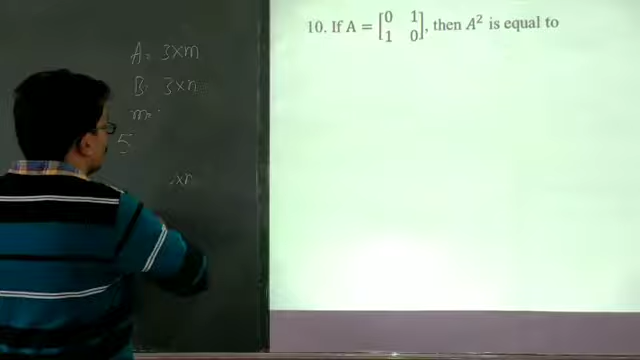 A = 3×m
B = 3×n
m =
5
×n
10. If A = [0 1
1 0], then A² is equal to